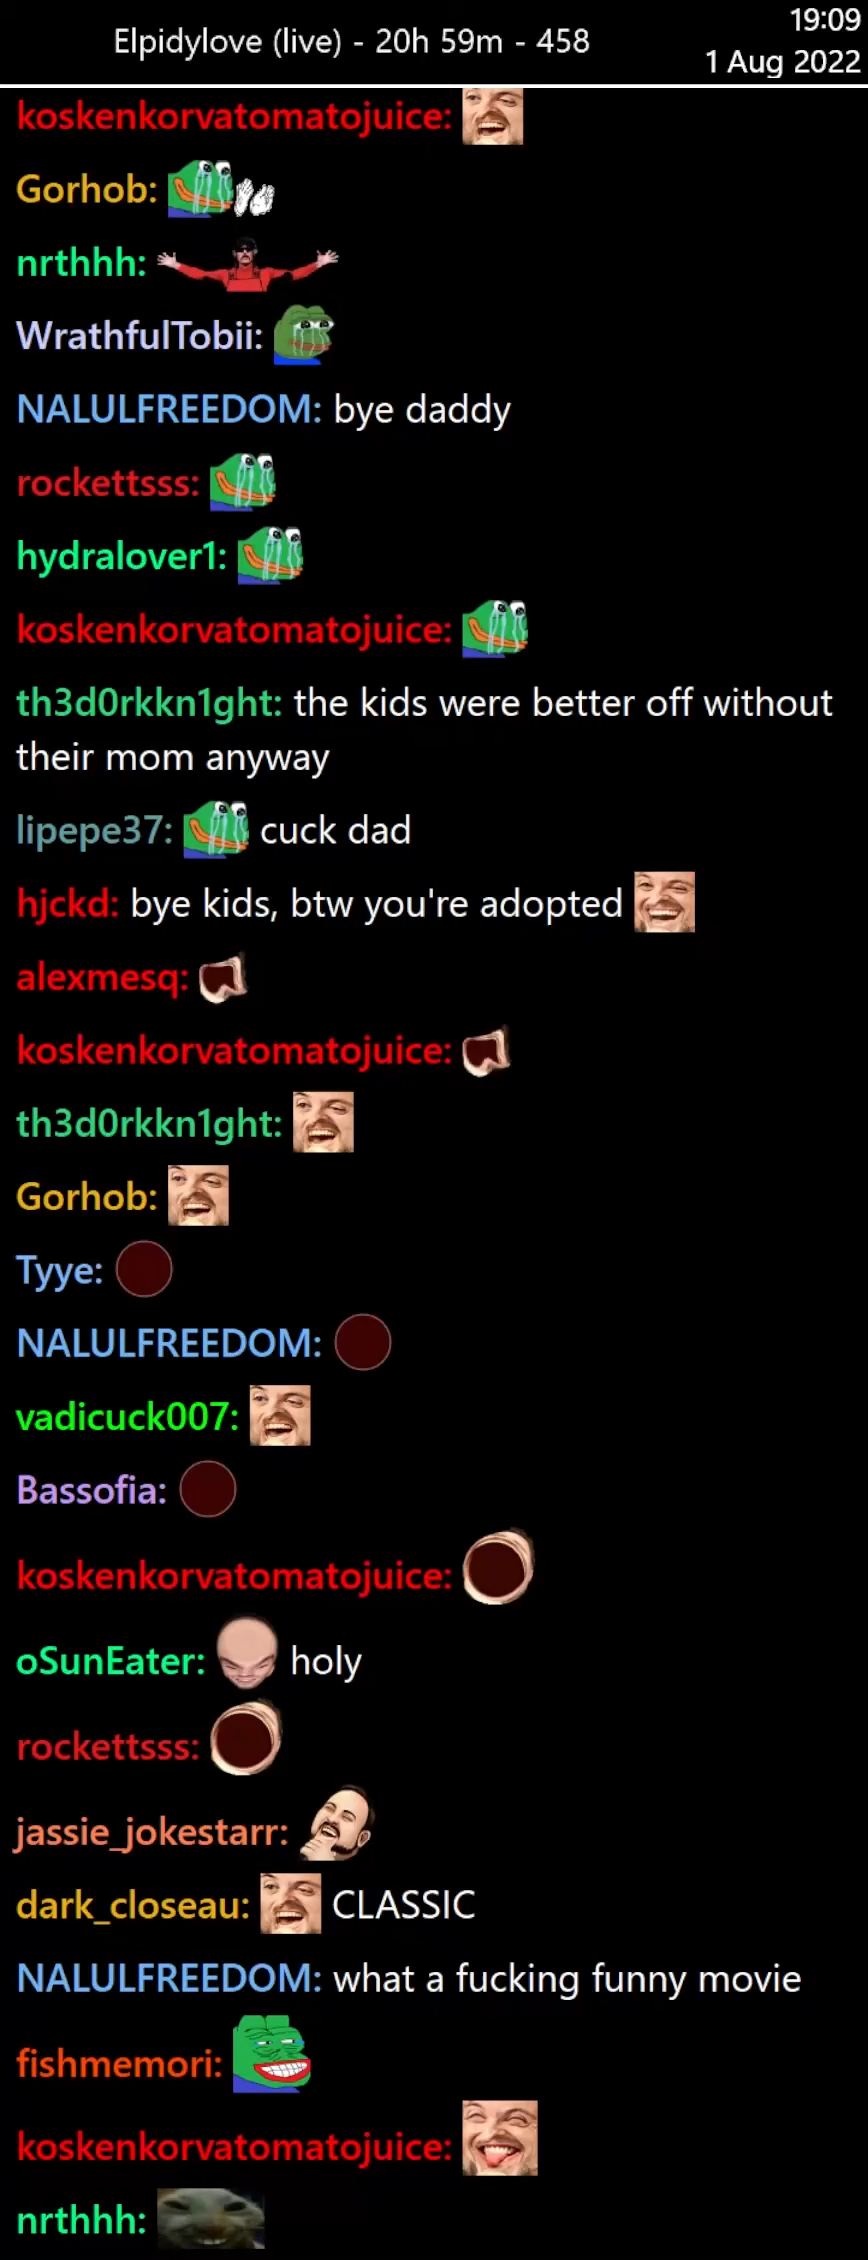 Elpidylove (live) - 20h 59m - 458
19:09
1 Aug 2022
koskenkorvatomatojuice:
Gorhob:
nrthhh:
WrathfulTobii:
NALULFREEDOM: bye daddy
rockettsss:
hydralover1:
koskenkorvatomatojuice:
th3d0rkkn1ght: the kids were better off without
their mom anyway
lipepe37: cuck dad
hjckd: bye kids, btw you're adopted
alexmesq:
koskenkorvatomatojuice:
th3d0rkkn1ght:
Gorhob:
Tyye:
NALULFREEDOM:
vadicuck007:
Bassofia:
koskenkorvatomatojuice:
oSunEater: holy
rockettsss:
jassie_jokestarr:
dark_closeau: CLASSIC
NALULFREEDOM: what a fucking funny movie
fishmemori:
koskenkorvatomatojuice:
nrthhh: